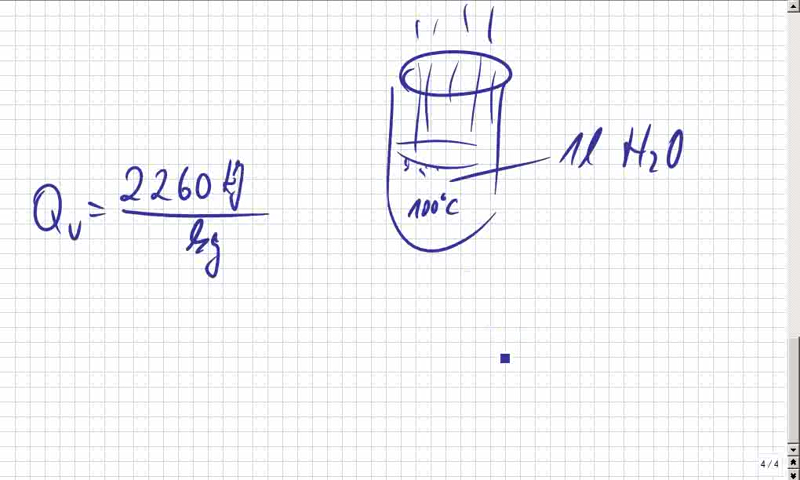 1l H₂O
Qᵥ = 2260 kJ
kg
100°C
4 / 4